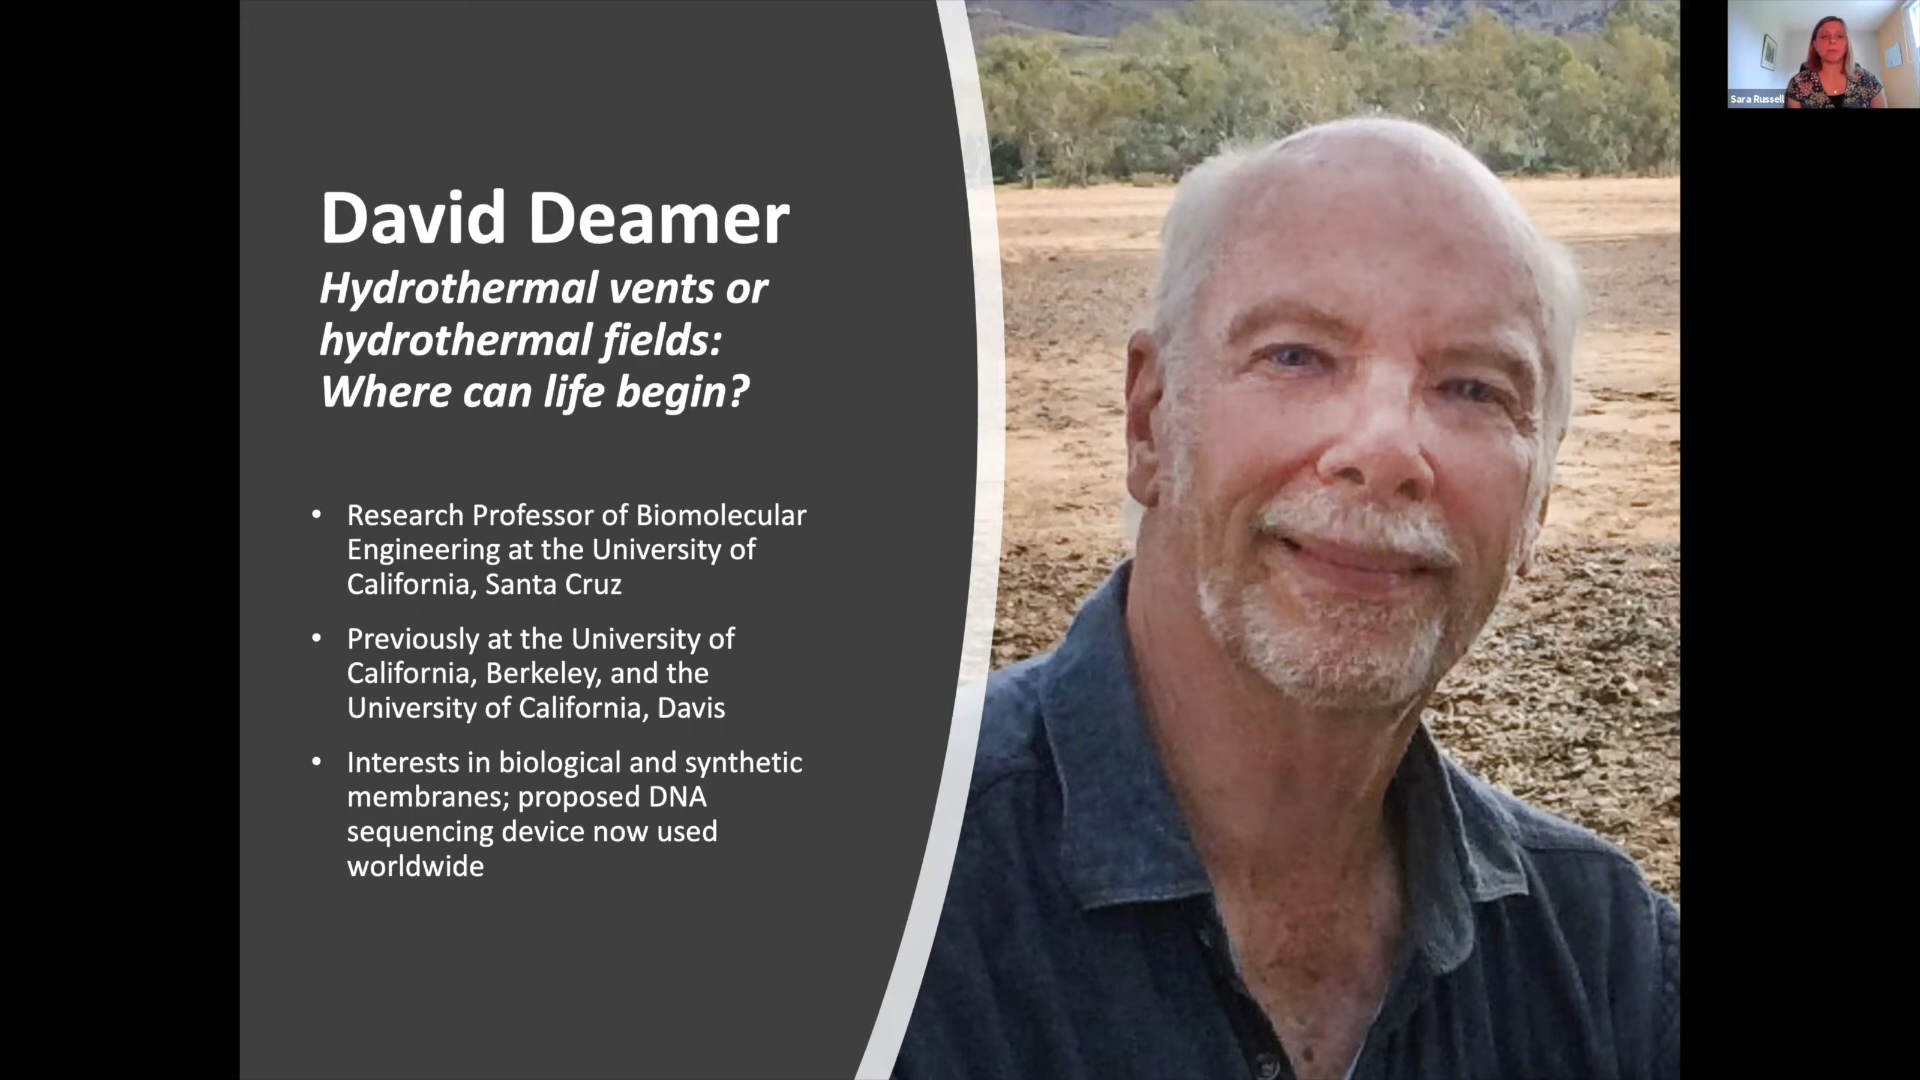 David Deamer
Hydrothermal vents or
hydrothermal fields:
Where can life begin?
• Research Professor of Biomolecular
Engineering at the University of
California, Santa Cruz
• Previously at the University of
California, Berkeley, and the
University of California, Davis
• Interests in biological and synthetic
membranes; proposed DNA
sequencing device now used
worldwide
Sara Russell